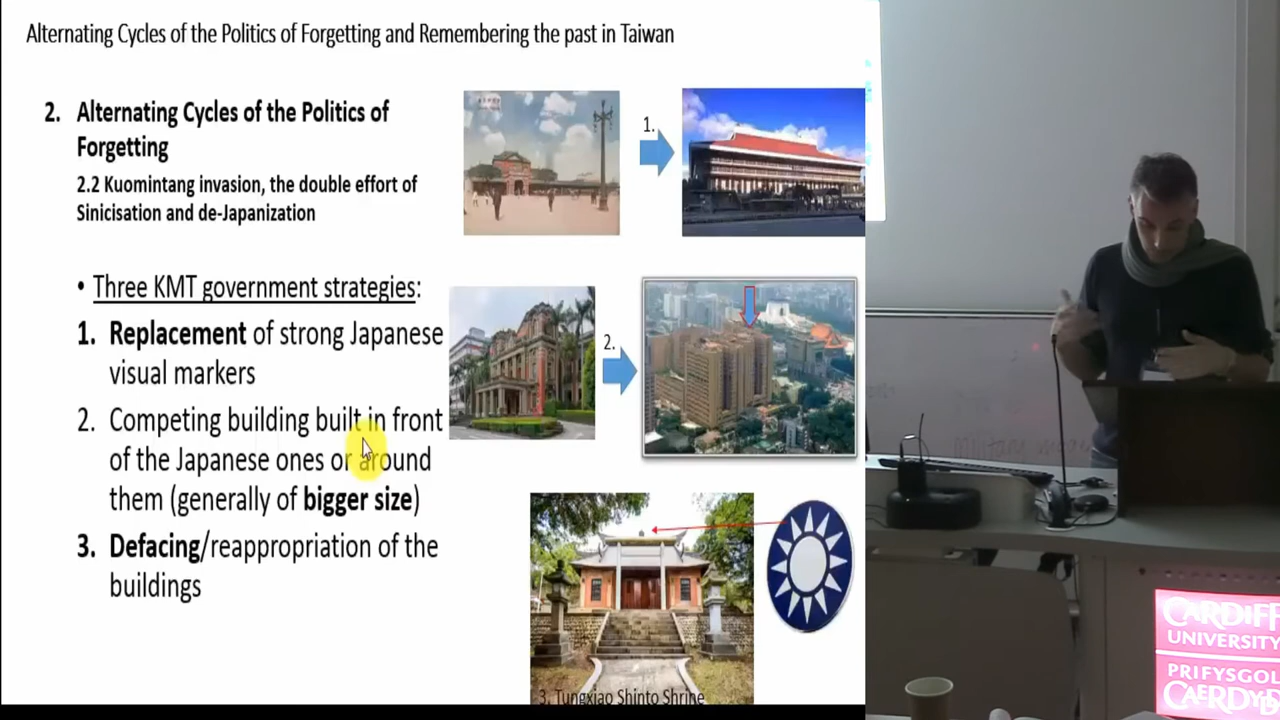 Alternating Cycles of the Politics of Forgetting and Remembering the past in Taiwan
2. Alternating Cycles of the Politics of
Forgetting
2.2 Kuomintang invasion, the double effort of
Sinicisation and de-Japanization
• Three KMT government strategies:
1. Replacement of strong Japanese
visual markers
2. Competing building built in front
of the Japanese ones or around
them (generally of bigger size)
3. Defacing/reappropriation of the
buildings
1.
2.
3. Tungxiao Shinto Shrine
CARDIFF
UNIVERSITY
PRIFYSGOL
CAERDYD